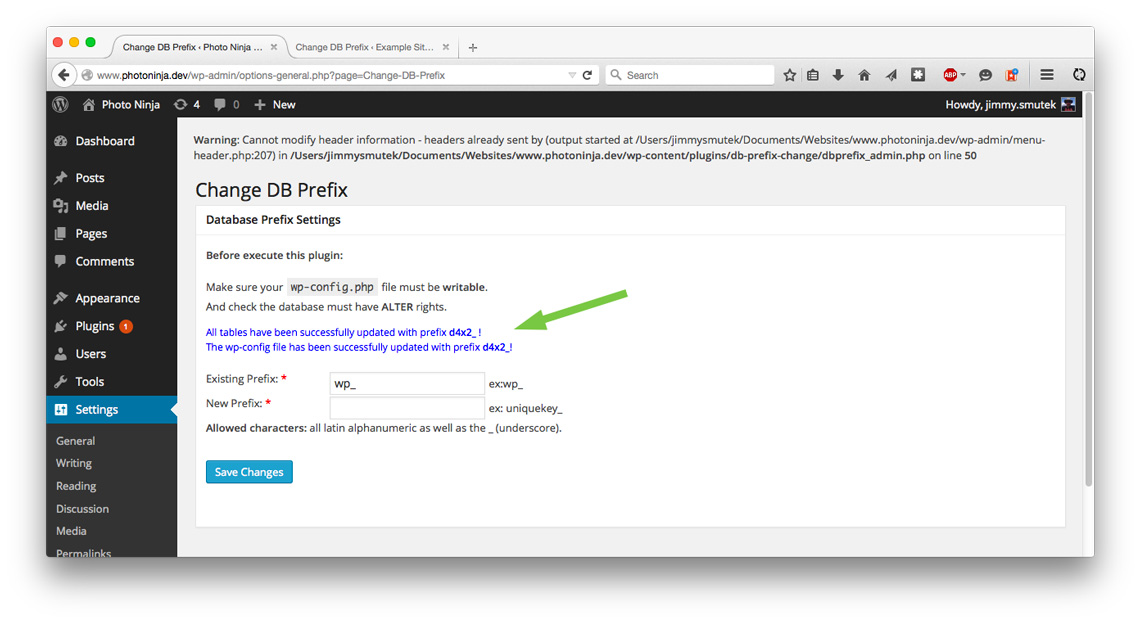 Change DB Prefix ‹ Photo Ninja ...
Change DB Prefix ‹ Example Sit...
www.photoninja.dev/wp-admin/options-general.php?page=Change-DB-Prefix
Search
ABP
Photo Ninja
4
0
New
Howdy, jimmy.smutek
Dashboard
Posts
Media
Pages
Comments
Appearance
Plugins 1
Users
Tools
Settings
General
Writing
Reading
Discussion
Media
Permalinks
Warning: Cannot modify header information - headers already sent by (output started at /Users/jimmysmutek/Documents/Websites/www.photoninja.dev/wp-admin/menu-
header.php:207) in /Users/jimmysmutek/Documents/Websites/www.photoninja.dev/wp-content/plugins/db-prefix-change/dbprefix_admin.php on line 50
Change DB Prefix
Database Prefix Settings
Before execute this plugin:
Make sure your wp-config.php file must be writable.
And check the database must have ALTER rights.
All tables have been successfully updated with prefix d4x2_ !
The wp-config file has been successfully updated with prefix d4x2_!
Existing Prefix: * wp_ ex:wp_
New Prefix: * ex: uniquekey_
Allowed characters: all latin alphanumeric as well as the _ (underscore).
Save Changes